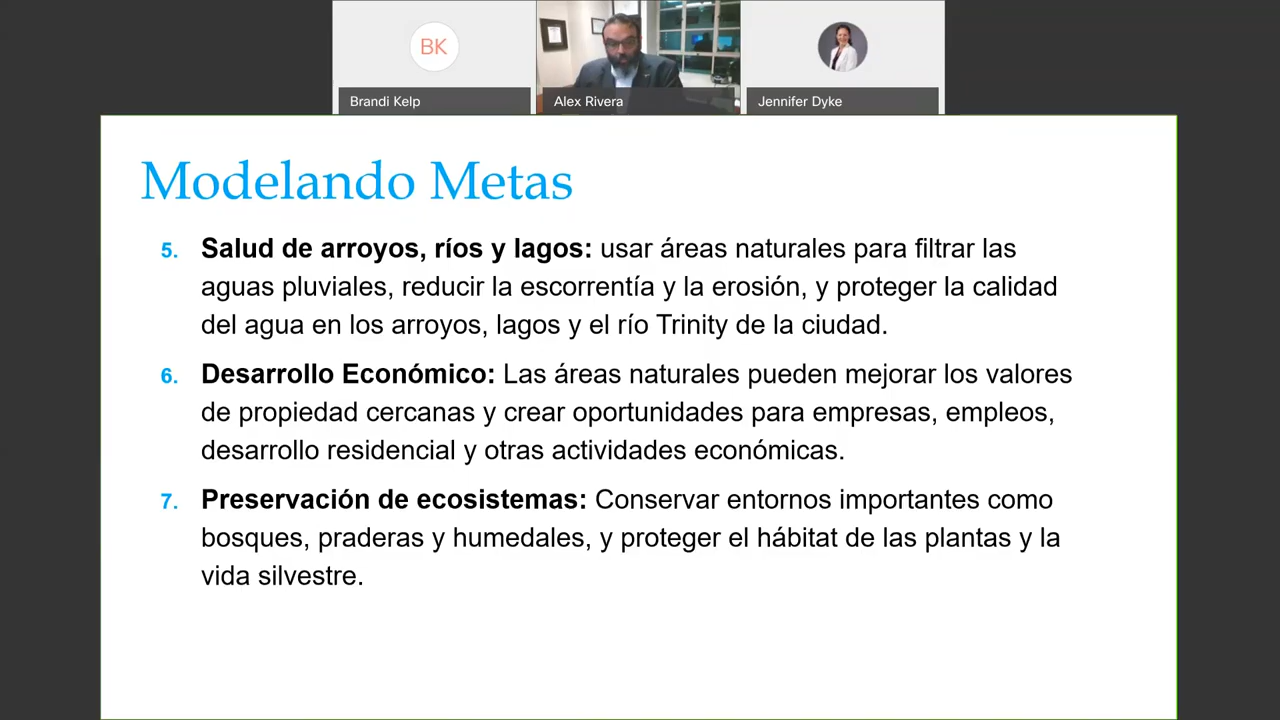 BK
Brandi Kelp
Alex Rivera
Jennifer Dyke
Modelando Metas
5. Salud de arroyos, ríos y lagos: usar áreas naturales para filtrar las
aguas pluviales, reducir la escorrentía y la erosión, y proteger la calidad
del agua en los arroyos, lagos y el río Trinity de la ciudad.
6. Desarrollo Económico: Las áreas naturales pueden mejorar los valores
de propiedad cercanas y crear oportunidades para empresas, empleos,
desarrollo residencial y otras actividades económicas.
7. Preservación de ecosistemas: Conservar entornos importantes como
bosques, praderas y humedales, y proteger el hábitat de las plantas y la
vida silvestre.